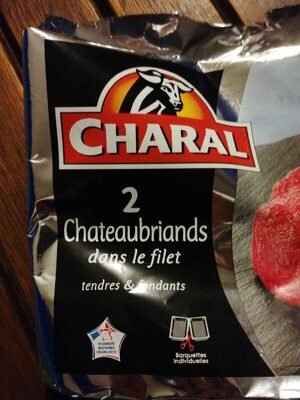 CHARAL
2
Chateaubriands
dans le filet
tendres & fondants
VIANDE
BOVINE
FRANÇAISE
Barquettes
Individuelles